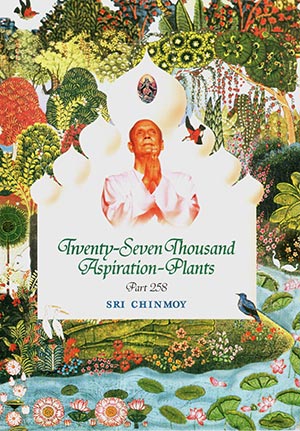 Twenty-Seven Thousand
Aspiration-Plants
Part 258
SRI CHINMOY